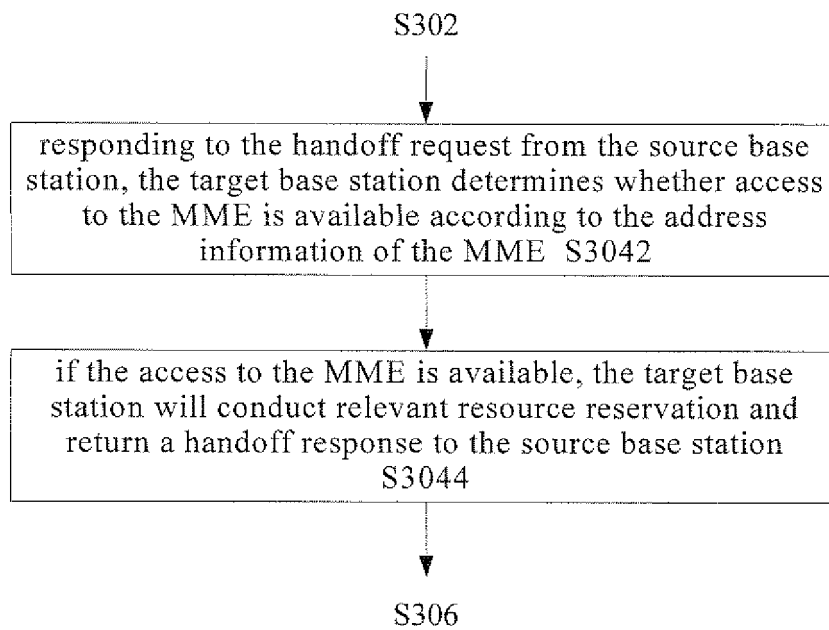 S302
responding to the handoff request from the source base
station, the target base station determines whether access
to the MME is available according to the address
information of the MME S3042
if the access to the MME is available, the target base
station will conduct relevant resource reservation and
return a handoff response to the source base station
S3044
S306